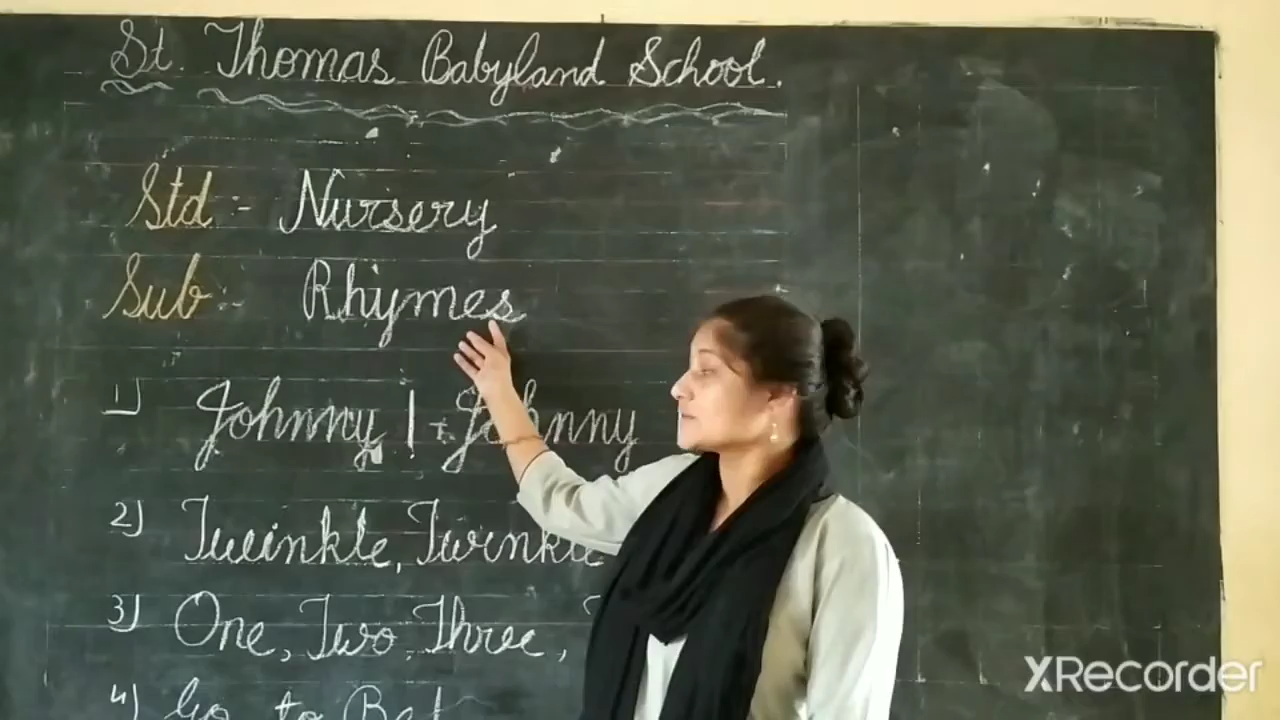 St. Thomas Babyland School.
Std :- Nursery
Sub :- Rhymes
1) Johnny Johnny
2) Twinkle, Twinkle
3) One, Two, Three,
4) Go to Bed
XRecorder